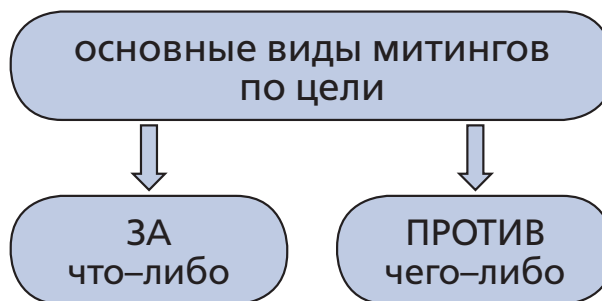 основные виды митингов
по цели
ЗА
что–либо
ПРОТИВ
чего–либо